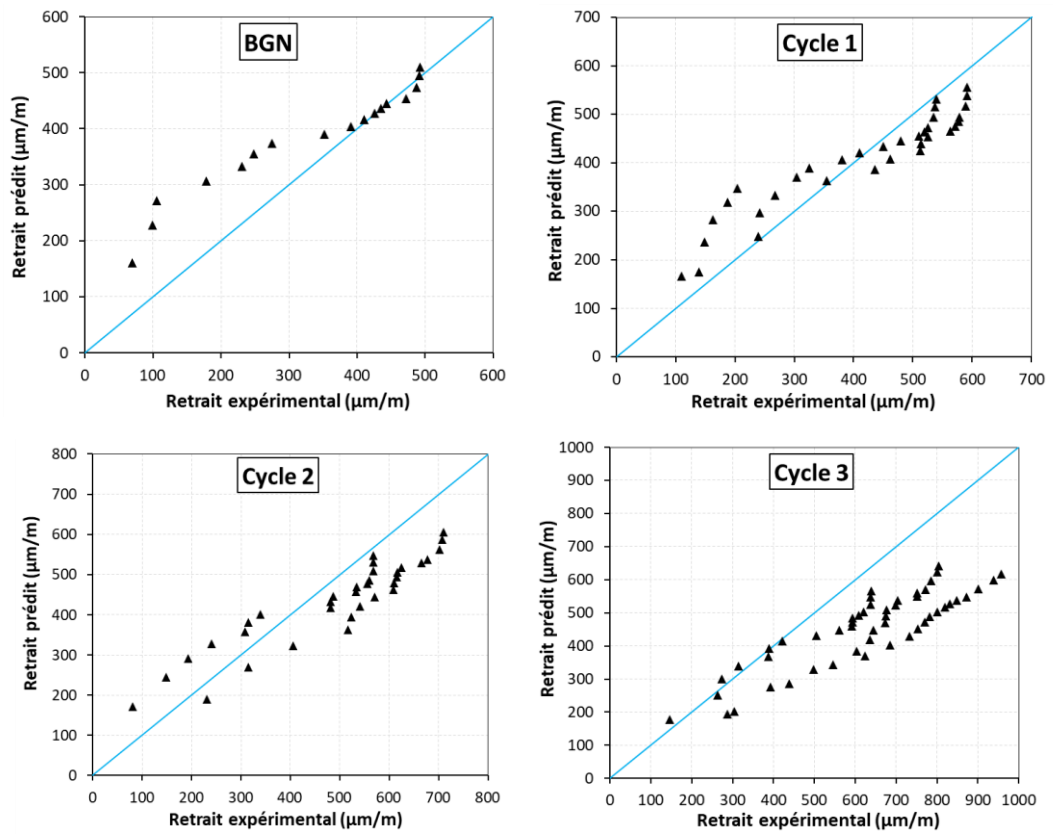 BGN
Retrait prédit (µm/m)
600
500
400
300
200
100
0
0 100 200 300 400 500 600
Retrait expérimental (µm/m)
Cycle 1
Retrait prédit (µm/m)
700
600
500
400
300
200
100
0
0 100 200 300 400 500 600 700
Retrait expérimental (µm/m)
Cycle 2
Retrait prédit (µm/m)
800
700
600
500
400
300
200
100
0
0 100 200 300 400 500 600 700 800
Retrait expérimental (µm/m)
Cycle 3
Retrait prédit (µm/m)
1000
900
800
700
600
500
400
300
200
100
0
0 100 200 300 400 500 600 700 800 900 1000
Retrait expérimental (µm/m)